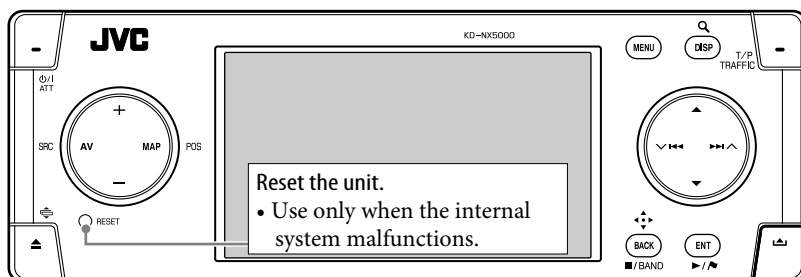 JVC
KD-NX5000
MENU
DISP
T/P
TRAFFIC
⏻/I
ATT
+
SRC
AV
MAP
POS
–
RESET
Reset the unit.
• Use only when the internal
system malfunctions.
BACK
ENT
■/BAND